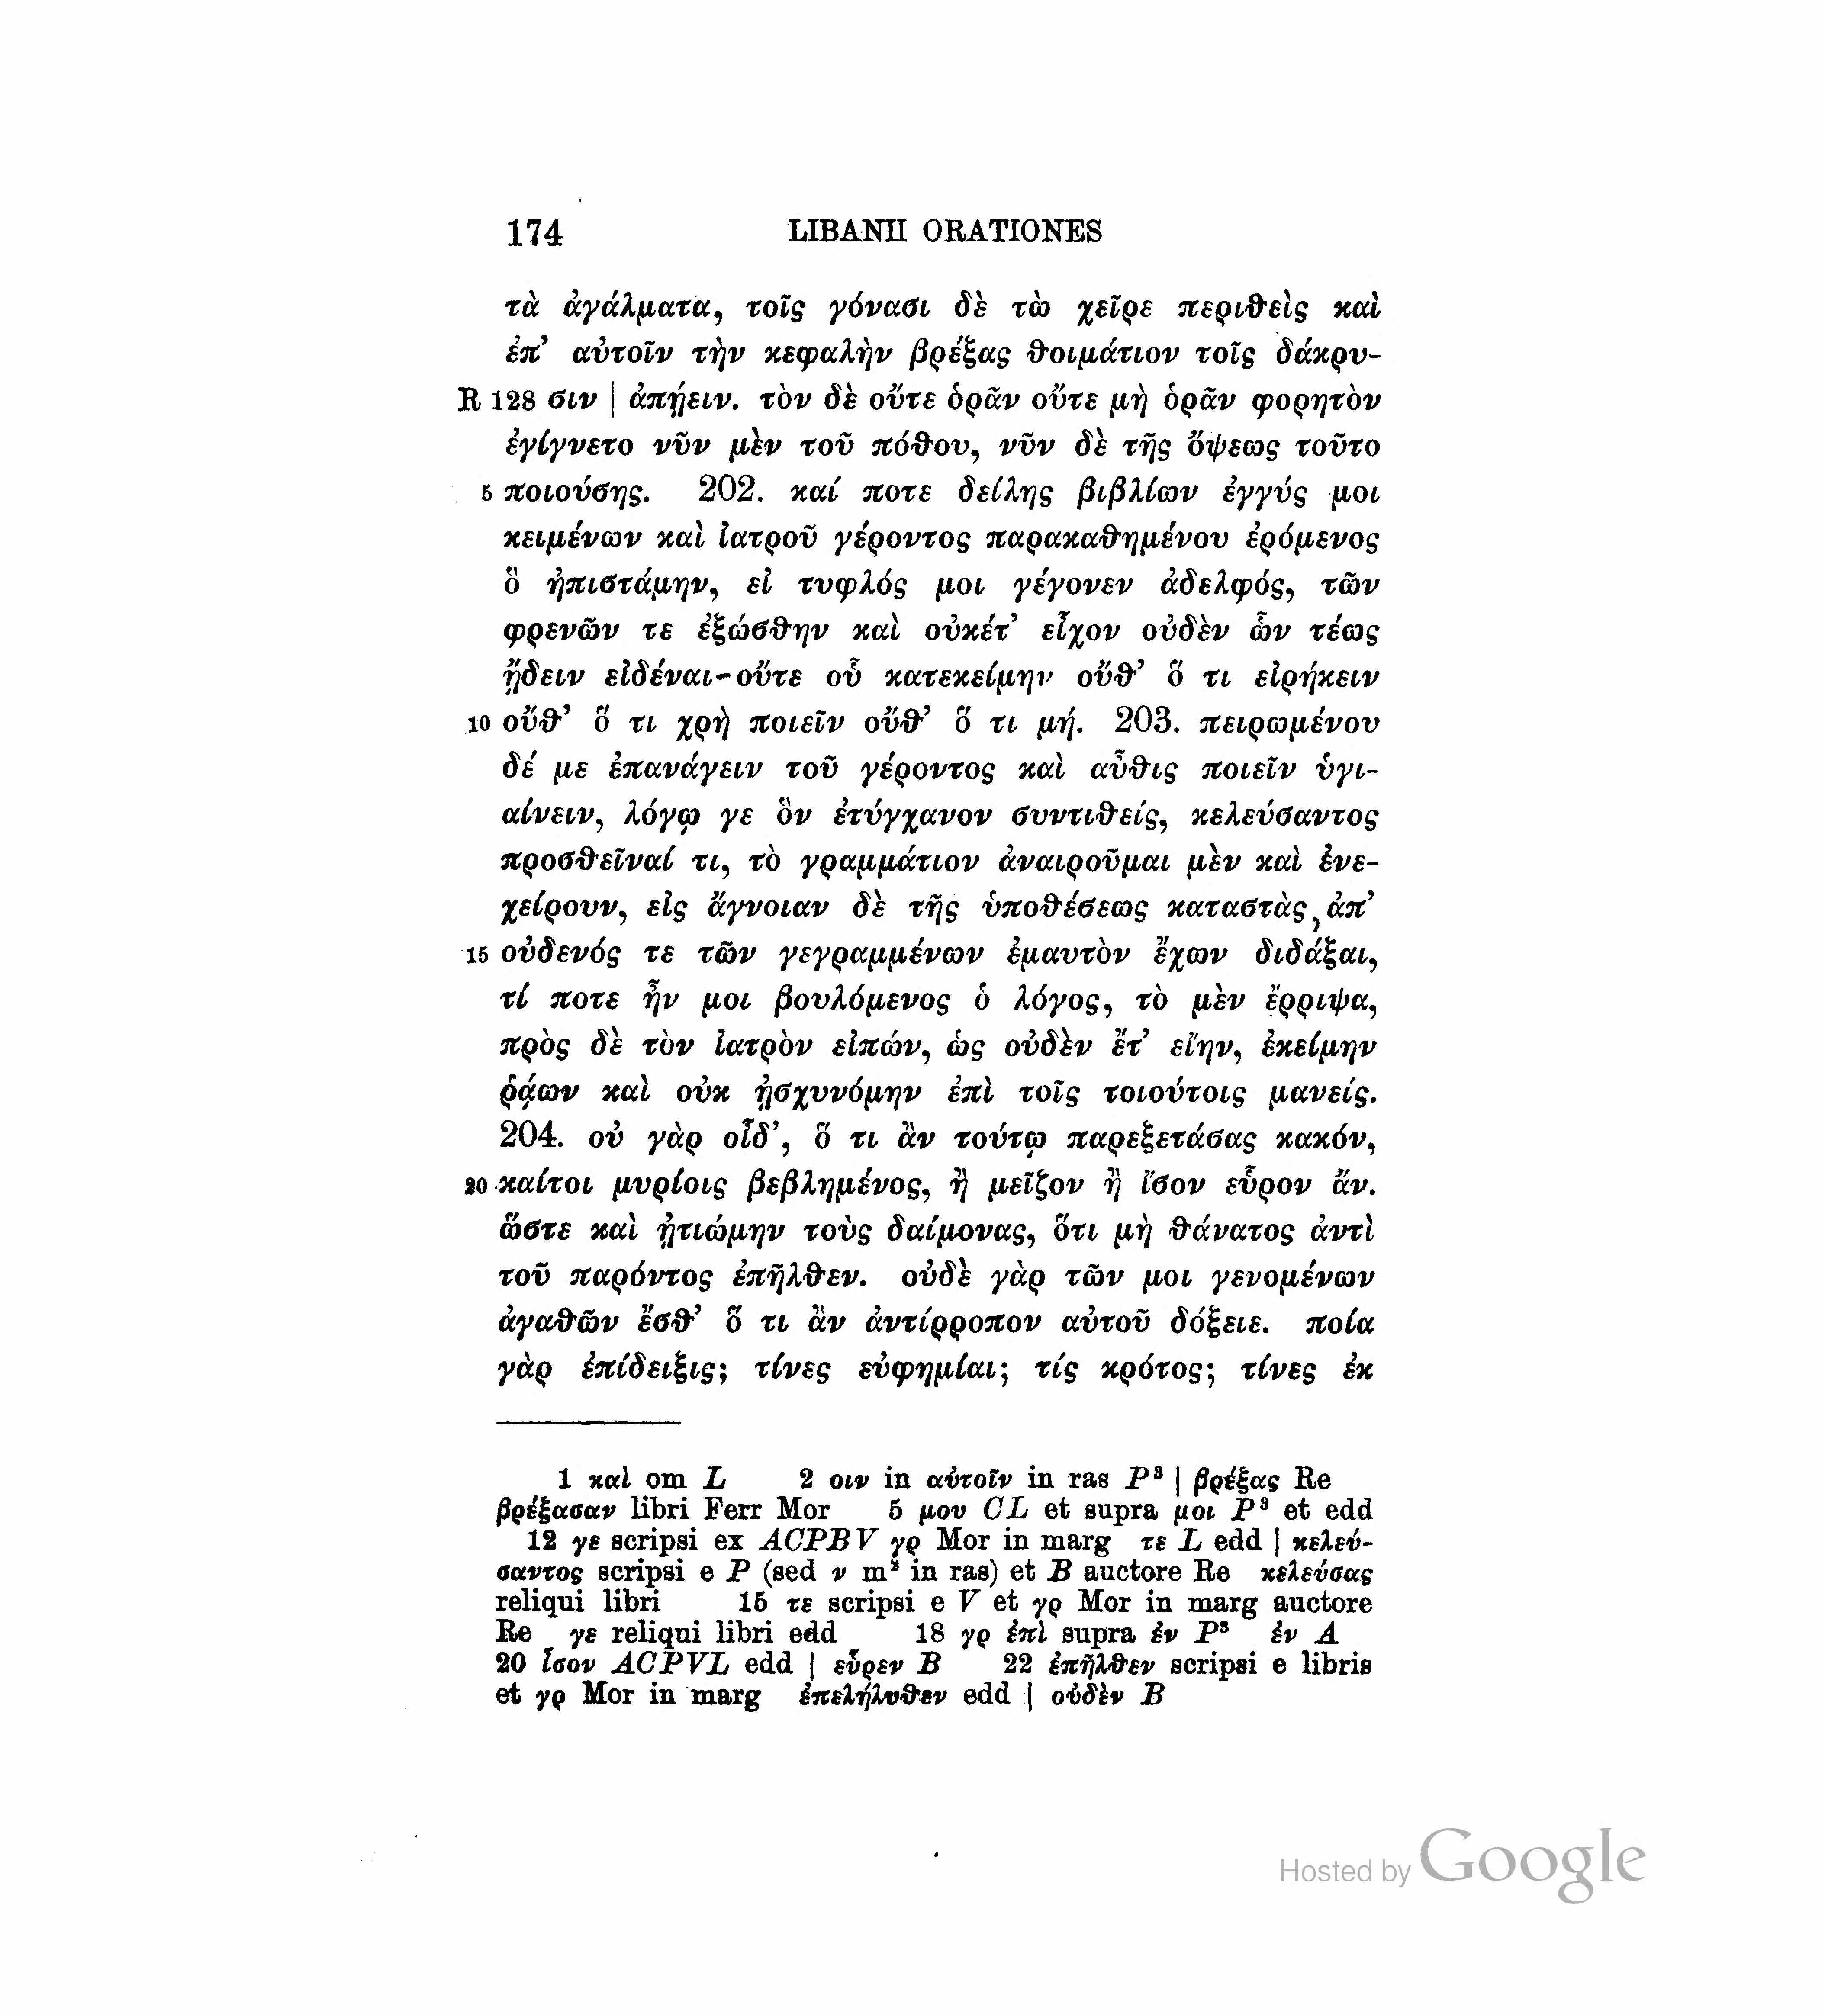 174 LIBANII ORATIONES
τὰ ἀγάλματα, τοῖς γόνασι δὲ τὼ χεῖρε περιθεὶς καὶ
ἐπ’ αὐτοῖν τὴν κεφαλὴν βρέξας θοιμάτιον τοῖς δάκρυ-
R 128 σιν | ἀπῄειν. τὸν δὲ οὔτε ὁρᾶν οὔτε μὴ ὁρᾶν φορητὸν
ἐγίγνετο νῦν μὲν τοῦ πόθου, νῦν δὲ τῆς ὄψεως τοῦτο
5 ποιούσης. 202. καί ποτε δείλης βιβλίων ἐγγύς μοι
κειμένων καὶ ἰατροῦ γέροντος παρακαθημένου ἐρόμενος
ὃ ἠπιστάμην, εἰ τυφλός μοι γέγονεν ἀδελφός, τῶν
φρενῶν τε ἐξώσθην καὶ οὐκέτ’ εἶχον οὐδὲν ὧν τέως
ᾔδειν εἰδέναι οὔτε οὗ κατεκείμην οὔθ’ ὅ τι εἰρήκειν
10 οὔθ’ ὅ τι χρὴ ποιεῖν οὔθ’ ὅ τι μή. 203. πειρωμένου
δέ με ἐπανάγειν τοῦ γέροντος καὶ αὖθις ποιεῖν ὑγι-
αίνειν, λόγῳ γε ὃν ἐτύγχανον συντιθείς, κελεύσαντος
προσθεῖναί τι, τὸ γραμμάτιον ἀναιροῦμαι μὲν καὶ ἐνε-
χείρουν, εἰς ἄγνοιαν δὲ τῆς ὑποθέσεως καταστὰς, ἀπ’
15 οὐδενός τε τῶν γεγραμμένων ἐμαυτὸν ἔχων διδάξαι,
τί ποτε ἦν μοι βουλόμενος ὁ λόγος, τὸ μὲν ἔρριψα,
πρὸς δὲ τὸν ἰατρὸν εἰπών, ὡς οὐδὲν ἔτ’ εἴην, ἐκείμην
ῥᾴων καὶ οὐκ ᾐσχυνόμην ἐπὶ τοῖς τοιούτοις μανείς.
204. οὐ γὰρ οἶδ’, ὅ τι ἂν τούτῳ παρεξετάσας κακόν,
20 καίτοι μυρίοις βεβλημένος, ἢ μεῖζον ἢ ἴσον εὗρον ἄν.
ὥστε καὶ ᾐτιώμην τοὺς δαίμονας, ὅτι μὴ θάνατος ἀντὶ
τοῦ παρόντος ἐπῆλθεν. οὐδὲ γὰρ τῶν μοι γενομένων
ἀγαθῶν ἔσθ’ ὅ τι ἂν ἀντίρροπον αὐτοῦ δόξειε. ποία
γὰρ ἐπίδειξις; τίνες εὐφημίαι; τίς κρότος; τίνες ἐκ
1 καὶ om L 2 οιν in αὐτοῖν in ras P³ | βρέξας Re
βρέξασαν libri Ferr Mor 5 μου CL et supra μοι P³ et edd
12 γε scripsi ex ACPBV γρ Mor in marg τε L edd | κελεύ-
σαντος scripsi e P (sed ν m² in ras) et B auctore Re κελεύσας
reliqui libri 15 τε scripsi e V et γρ Mor in marg auctore
Re γε reliqui libri edd 18 γρ ἐπὶ supra ἐν P³ ἐν A
20 ἶσον ACPVL edd | εὗρεν B 22 ἐπῆλθεν scripsi e libris
et γρ Mor in marg ἐπελήλυθεν edd | οὐδὲν B
Hosted by Google